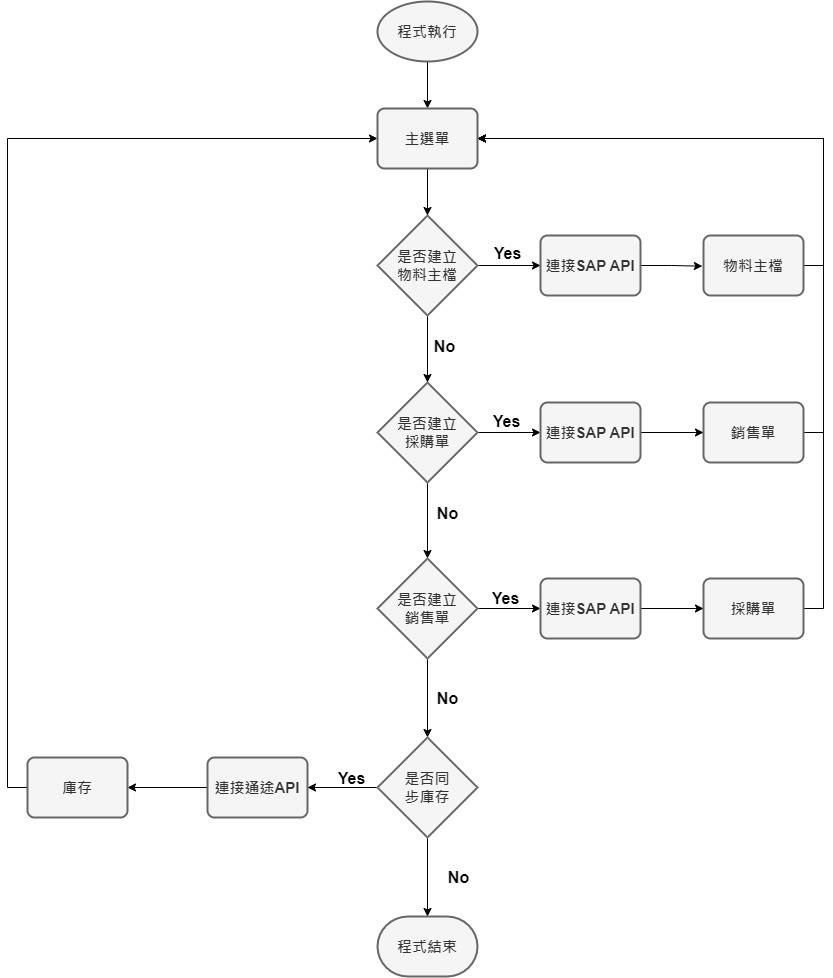 程式執行
主選單
是否建立
物料主檔
Yes
連接SAP API
物料主檔
No
是否建立
採購單
Yes
連接SAP API
銷售單
No
是否建立
銷售單
Yes
連接SAP API
採購單
No
庫存
連接通途API
Yes
是否同
步庫存
No
程式結束